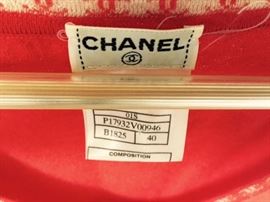 CHANEL
01S
P17932V00946
B1825 40
COMPOSITION